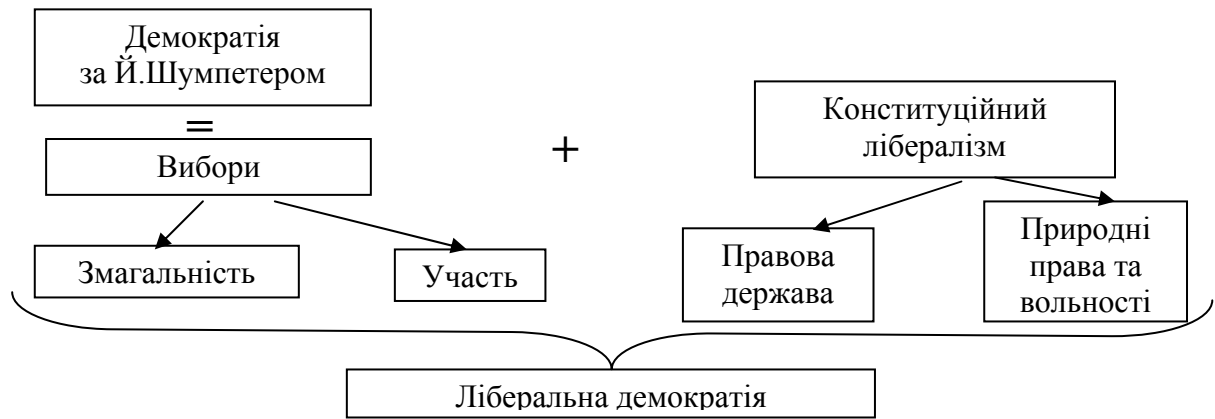 Демократія
за Й.Шумпетером
=
Вибори
+
Конституційний
лібералізм
Змагальність
Участь
Правова
держава
Природні
права та
вольності
Ліберальна демократія